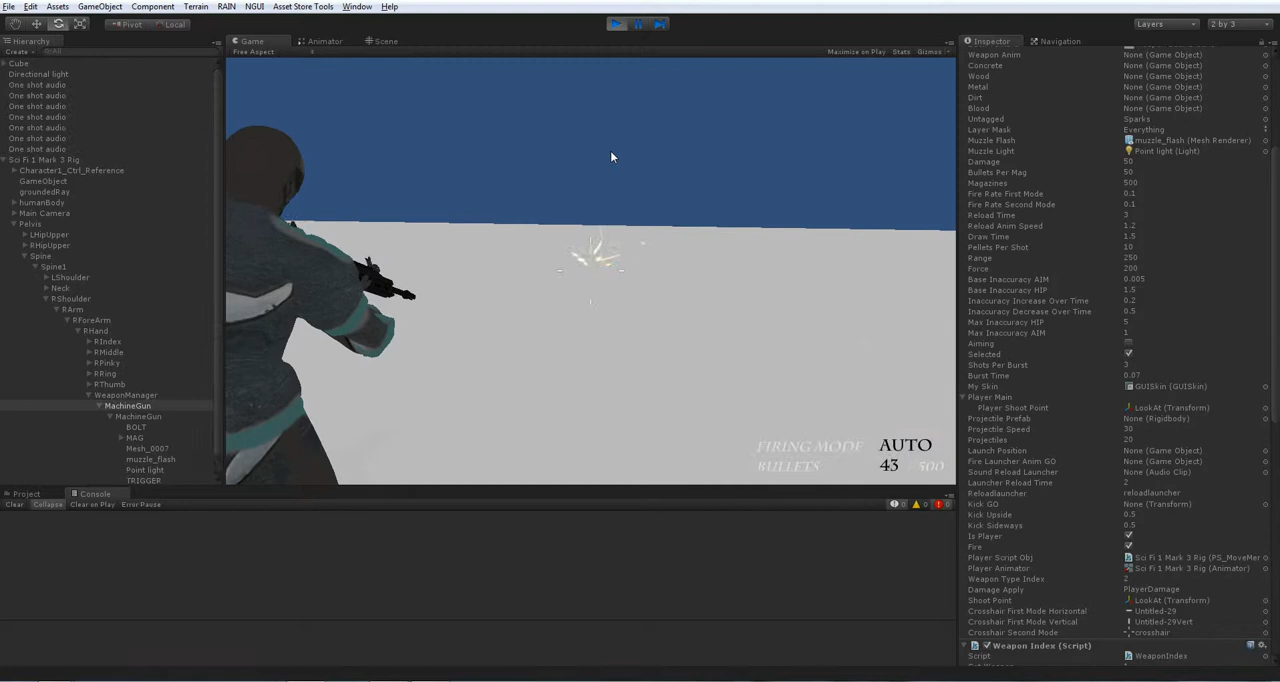 File Edit Assets GameObject Component Terrain RAIN NGUI Asset Store Tools Window Help
Pivot Local
Layers 2 by 3
Hierarchy
Create All
Cube
Directional light
One shot audio
One shot audio
One shot audio
One shot audio
One shot audio
One shot audio
One shot audio
Sci Fi 1 Mark 3 Rig
Character1_Ctrl_Reference
GameObject
groundedRay
humanBody
Main Camera
Pelvis
LHipUpper
RHipUpper
Spine
Spine1
LShoulder
Neck
RShoulder
RArm
RForeArm
RHand
RIndex
RMiddle
RPinky
RRing
RThumb
WeaponManager
MachineGun
MachineGun
BOLT
MAG
Mesh_0007
muzzle_flash
Point light
TRIGGER
Game Animator Scene
Free Aspect
Maximize on Play Stats Gizmos
FIRING MODE AUTO
BULLETS 43 / 500
Project Console
Clear Collapse Clear on Play Error Pause
0 0 0
Inspector Navigation
Weapon Anim None (Game Object)
Concrete None (Game Object)
Wood None (Game Object)
Metal None (Game Object)
Dirt None (Game Object)
Blood None (Game Object)
Untagged Sparks
Layer Mask Everything
Muzzle Flash muzzle_flash (Mesh Renderer)
Muzzle Light Point light (Light)
Damage 50
Bullets Per Mag 50
Magazines 500
Fire Rate First Mode 0.1
Fire Rate Second Mode 0.1
Reload Time 3
Reload Anim Speed 1.2
Draw Time 1.5
Pellets Per Shot 10
Range 250
Force 200
Base Inaccuracy AIM 0.005
Base Inaccuracy HIP 1.5
Inaccuracy Increase Over Time 0.2
Inaccuracy Decrease Over Time 0.5
Max Inaccuracy HIP 5
Max Inaccuracy AIM 1
Aiming
Selected
Shots Per Burst 3
Burst Time 0.07
My Skin GUISkin (GUISkin)
Player Main
Player Shoot Point LookAt (Transform)
Projectile Prefab None (Rigidbody)
Projectile Speed 30
Projectiles 20
Launch Position None (Game Object)
Fire Launcher Anim GO None (Game Object)
Sound Reload Launcher None (Audio Clip)
Launcher Reload Time 2
Reloadlauncher reloadlauncher
Kick GO None (Transform)
Kick Upside 0.5
Kick Sideways 0.5
Is Player
Fire
Player Script Obj Sci Fi 1 Mark 3 Rig (PS_MoveMer
Player Animator Sci Fi 1 Mark 3 Rig (Animator)
Weapon Type Index 2
Damage Apply PlayerDamage
Shoot Point LookAt (Transform)
Crosshair First Mode Horizontal Untitled-29
Crosshair First Mode Vertical Untitled-29Vert
Crosshair Second Mode crosshair
Weapon Index (Script)
Script WeaponIndex